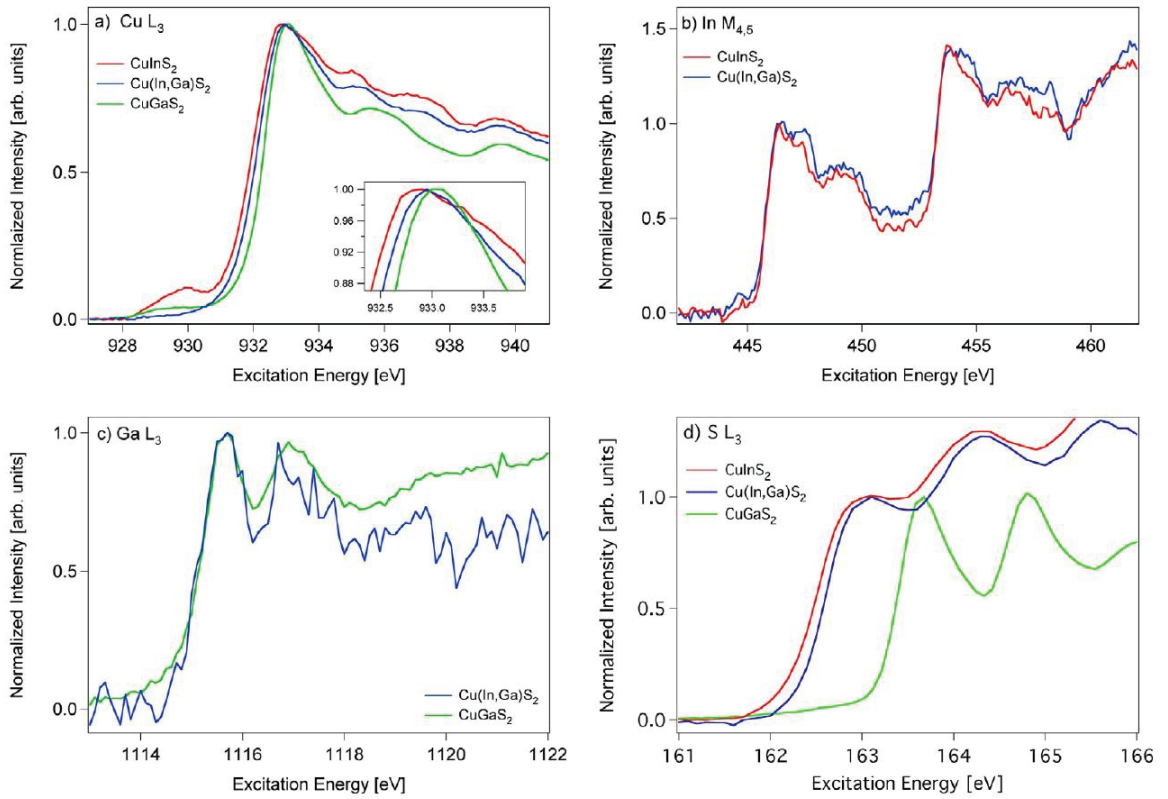 a) Cu L3
CuInS2
Cu(In,Ga)S2
CuGaS2
1.0
0.5
0.0
Normlaized Intensity [arb. units]
1.00
0.96
0.92
0.88
932.5 933.0 933.5
928 930 932 934 936 938 940
Excitation Energy [eV]
b) In M4,5
CuInS2
Cu(In,Ga)S2
1.5
1.0
0.5
0.0
Normalized Intensity [arb. units]
445 450 455 460
Excitation Energy [eV]
c) Ga L3
1.0
0.5
0.0
Normalized Intensity [arb. units]
Cu(In,Ga)S2
CuGaS2
1114 1116 1118 1120 1122
Excitation Energy [eV]
d) S L3
CuInS2
Cu(In,Ga)S2
CuGaS2
1.0
0.5
0.0
Normalized Intensity [arb. units]
161 162 163 164 165 166
Excitation Energy [eV]